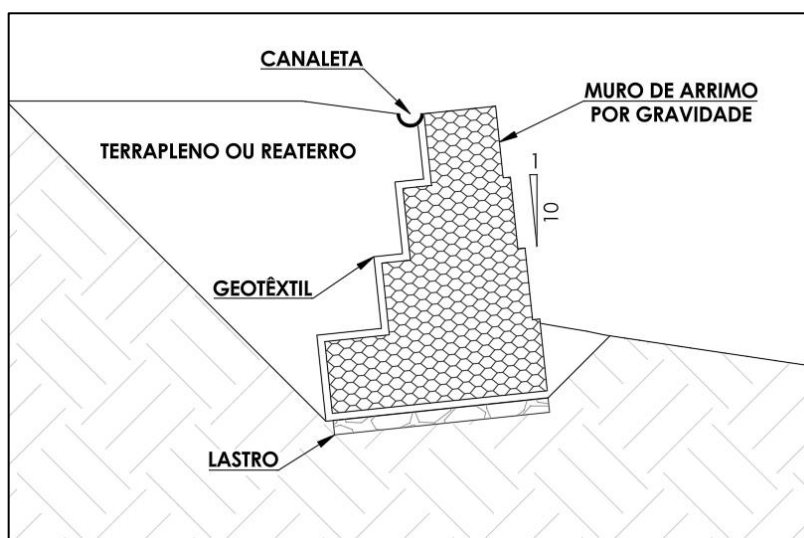 CANALETA
MURO DE ARRIMO
POR GRAVIDADE
TERRAPLENO OU REATERRO
1
10
GEOTÊXTIL
LASTRO